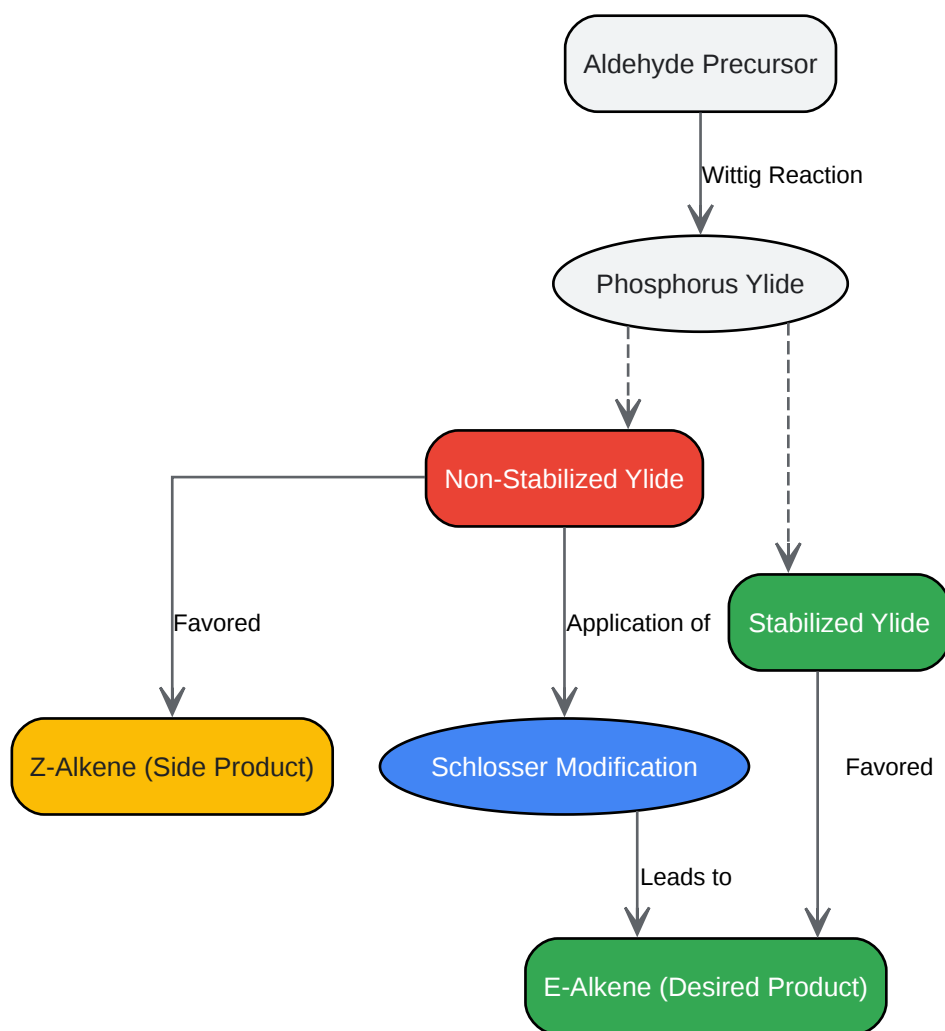 Aldehyde Precursor
Wittig Reaction
Phosphorus Ylide
Non-Stabilized Ylide
Favored
Application of
Stabilized Ylide
Z-Alkene (Side Product)
Schlosser Modification
Favored
Leads to
E-Alkene (Desired Product)